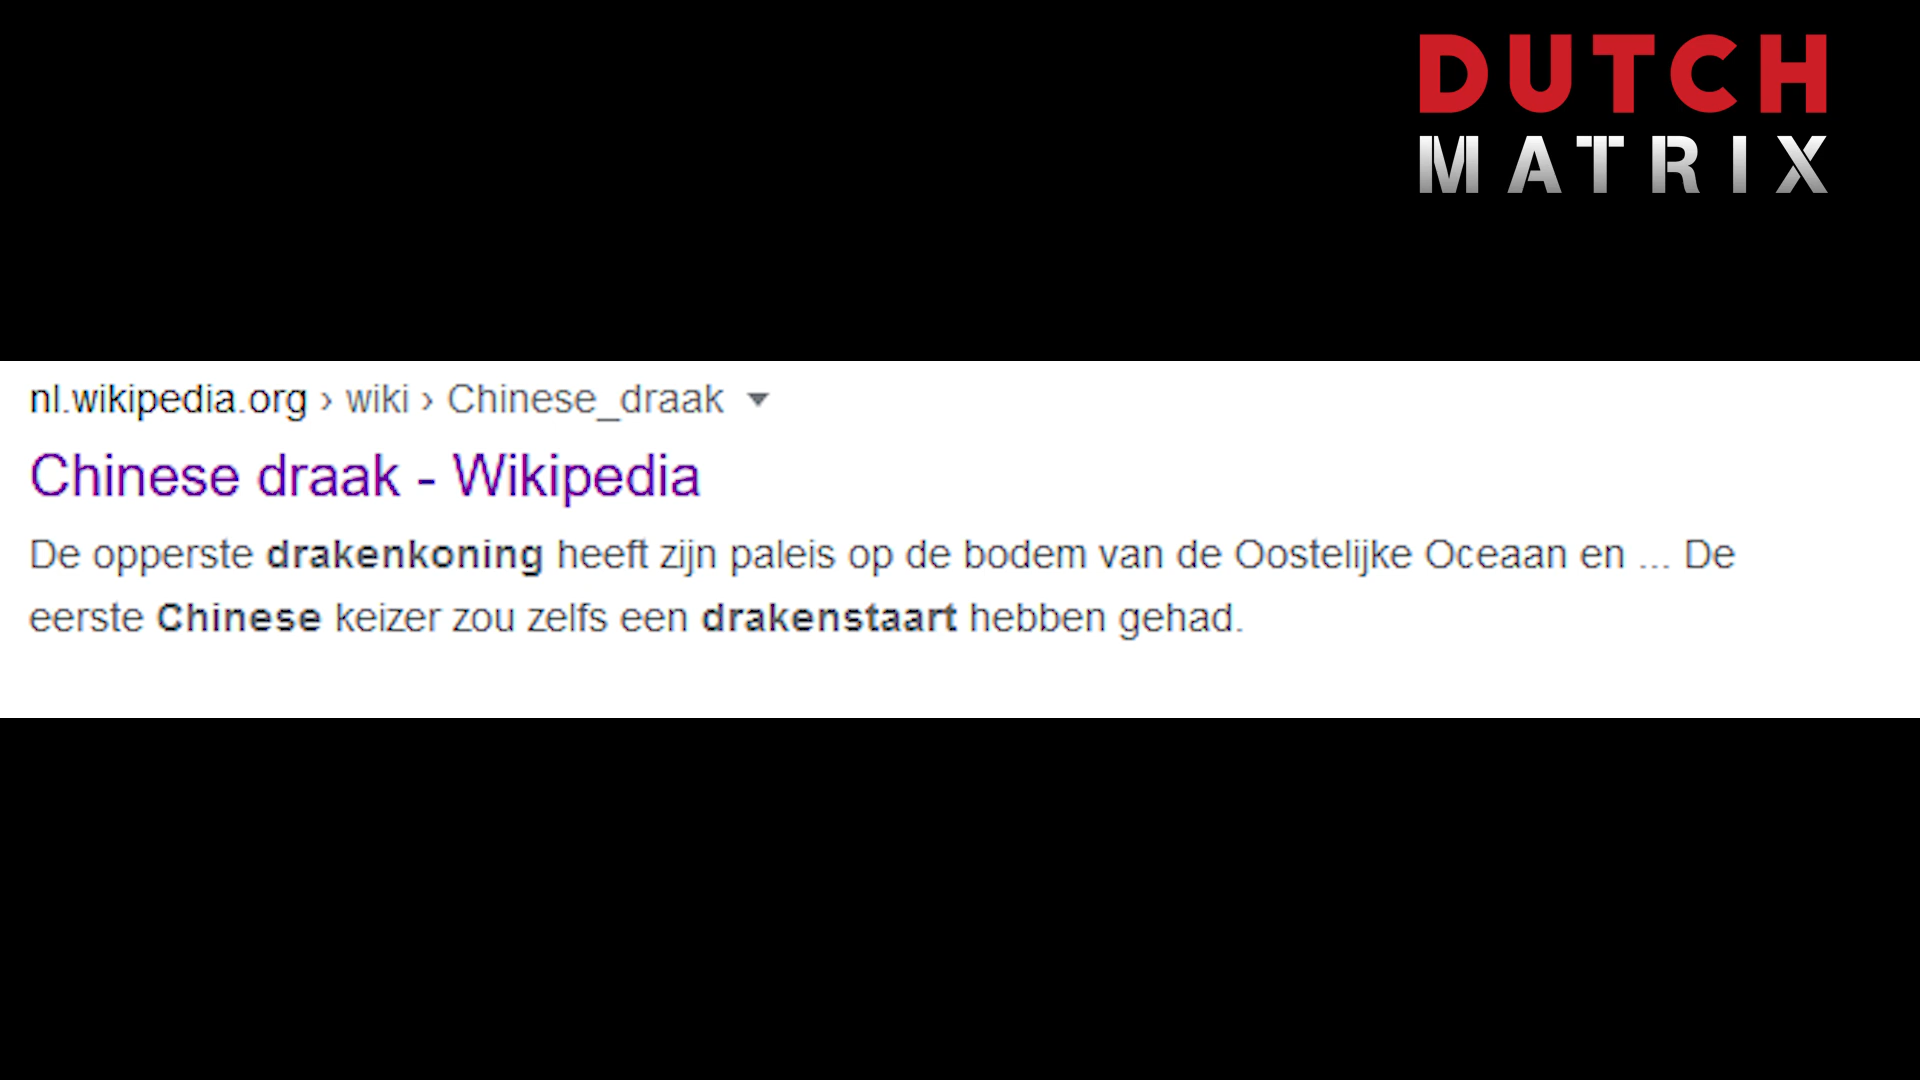 DUTCH
MATRIX
nl.wikipedia.org › wiki › Chinese_draak
Chinese draak - Wikipedia
De opperste drakenkoning heeft zijn paleis op de bodem van de Oostelijke Oceaan en ... De
eerste Chinese keizer zou zelfs een drakenstaart hebben gehad.